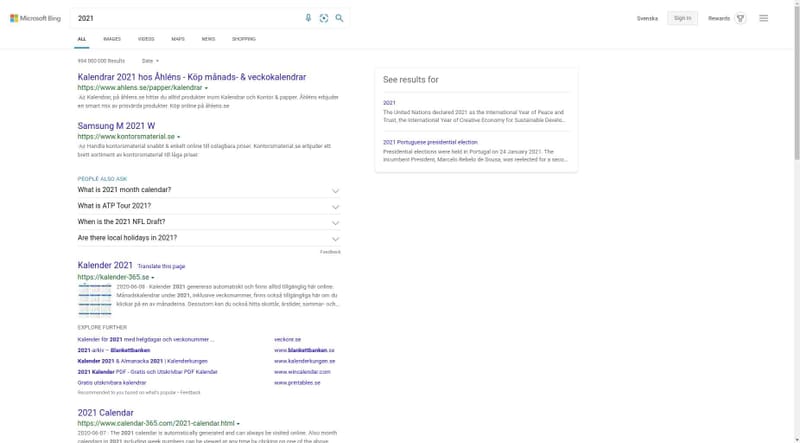 Microsoft Bing
2021
Svenska
Sign in
Rewards
ALL
IMAGES
VIDEOS
MAPS
NEWS
SHOPPING
994 000 000 Results
Date
Kalendrar 2021 hos Åhléns - Köp månads- & veckokalendrar
https://www.ahlens.se/papper/kalendrar
Ad Kalendrar, på åhlens.se hittar du alltid produkter inom Kalendrar och Kontor & papper. Åhléns erbjuder
en smart mix av prisvärda produkter. Köp online på åhlens.se
Samsung M 2021 W
https://www.kontorsmaterial.se
Ad Handla kontorsmaterial snabbt & enkelt online till oslagbara priser. Kontorsmaterial.se erbjuder ett
brett sortiment av kontorsmaterial till låga priser
PEOPLE ALSO ASK
What is 2021 month calendar?
What is ATP Tour 2021?
When is the 2021 NFL Draft?
Are there local holidays in 2021?
Feedback
Kalender 2021 Translate this page
https://kalender-365.se
2020-06-08 · Kalender 2021 genereras automatiskt och finns alltid tillgänglig här online.
Månadskalendrar under 2021, inklusive veckonummer, finns också tillgängliga här om du
klickar på en av månaderna. Dessutom kan du också hitta skottår, årstider, sommar- och...
EXPLORE FURTHER
Kalender för 2021 med helgdagar och veckonummer ... veckonr.se
2021 arkiv – Blankettbanken www.blankettbanken.se
Kalender 2021 & Almanacka 2021 | Kalenderkungen www.kalenderkungen.se
2021 Kalender PDF - Gratis och Utskrivbar PDF Kalender www.wincalendar.com
Gratis utskrivbara kalendrar www.printables.se
Recommended to you based on what's popular • Feedback
2021 Calendar
https://www.calendar-365.com/2021-calendar.html
2020-06-07 · The 2021 calendar is automatically generated and can always be visited online. Also month
calendars in 2021 including week numbers can be viewed at any time by clicking on one of the above
See results for
2021
The United Nations declared 2021 as the International Year of Peace and
Trust, the International Year of Creative Economy for Sustainable Develo...
2021 Portuguese presidential election
Presidential elections were held in Portugal on 24 January 2021. The
incumbent President, Marcelo Rebelo de Sousa, was reelected for a seco...